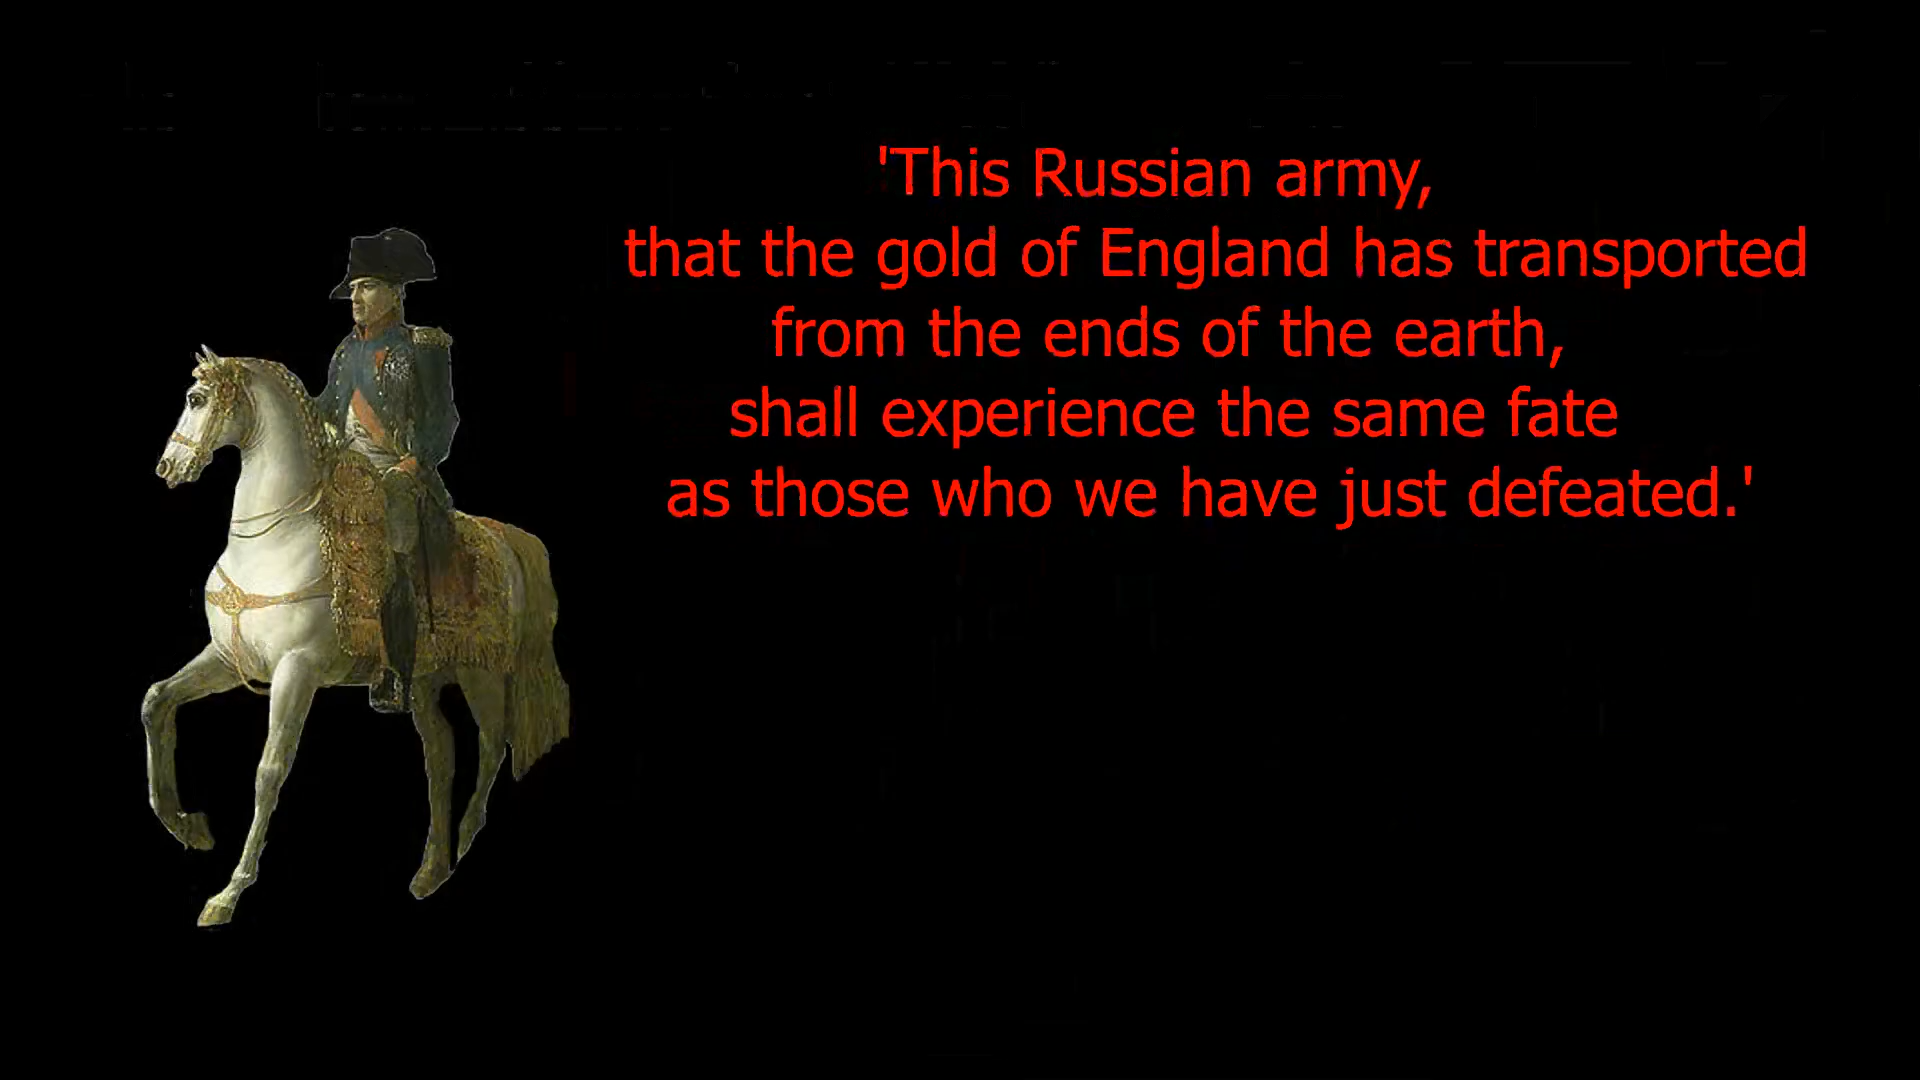 'This Russian army,
that the gold of England has transported
from the ends of the earth,
shall experience the same fate
as those who we have just defeated.'